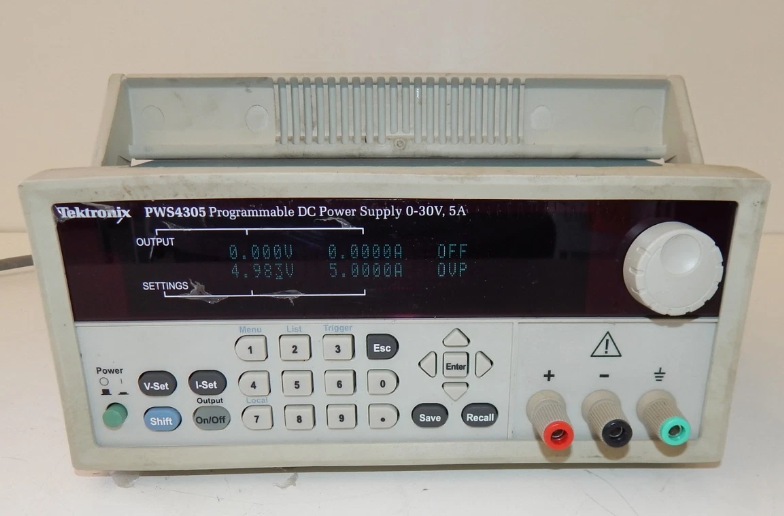 Tektronix PWS4305 Programmable DC Power Supply 0-30V, 5A
OUTPUT
0.000V 0.0000A OFF
4.983V 5.0000A OVP
SETTINGS
Menu List Trigger
1 2 3 Esc
Power
V-Set I-Set 4 5 6 0 Enter
Output Local
Shift On/Off 7 8 9 . Save Recall
+ -